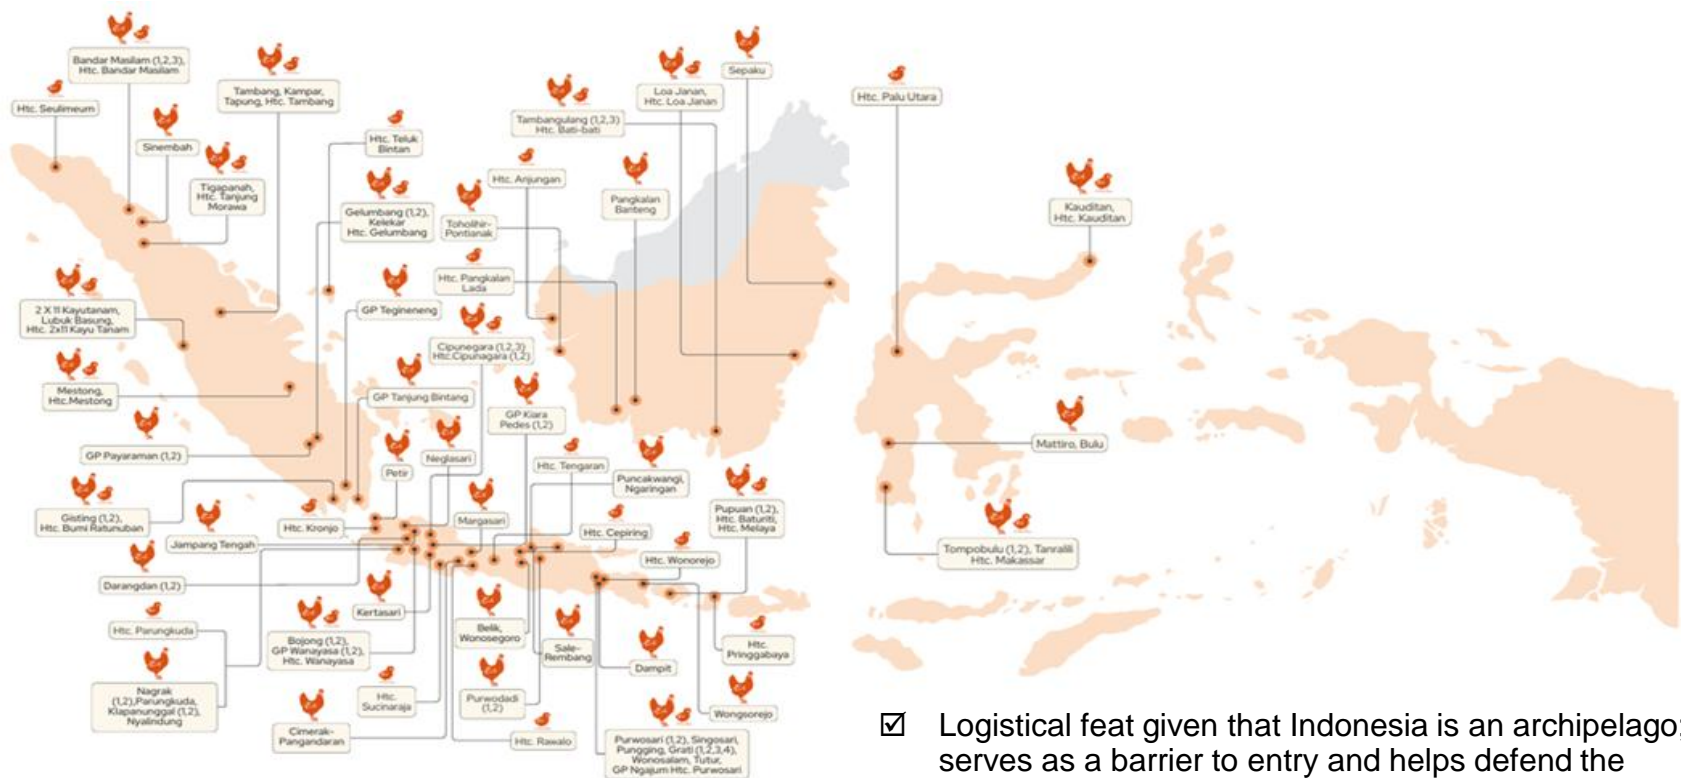 Bandar Masilam (1,2,3),
Htc. Bandar Masilam
Htc. Seulimeum
Sinembah
Tambang, Kampar,
Tapung, Htc. Tambang
Tigapanah,
Htc. Tanjung
Morawa
Htc. Teluk
Bintan
Gelumbang (1,2),
Kelekar
Htc. Gelumbang
Tambangulang (1,2,3)
Htc. Bati-bati
Loa Janan,
Htc. Loa Janan
Sepaku
Htc. Palu Utara
Htc. Anjungan
Toholihir-
Pontianak
Pangkalan
Banteng
Kauditan,
Htc. Kauditan
Htc. Pangkalan
Lada
2 X 11 Kayutanam,
Lubuk Basung,
Htc. 2x11 Kayu Tanam
GP Tegineneng
Cipunegara (1,2,3)
Htc.Cipunagara (1,2)
Mestong,
Htc.Mestong
GP Tanjung Bintang
GP Kiara
Pedes (1,2)
GP Payaraman (1,2)
Petir
Neglasari
Htc. Tengaran
Puncakwangi,
Ngaringan
Mattiro, Bulu
Gisting (1,2),
Htc. Bumi Ratunuban
Htc. Kronjo
Margasari
Htc. Cepiring
Pupuan (1,2),
Htc. Baturiti,
Htc. Melaya
Jampang Tengah
Htc. Wonorejo
Tompobulu (1,2), Tanralili
Htc. Makassar
Darangdan (1,2)
Kertasari
Htc. Parungkuda
Bojong (1,2),
GP Wanayasa (1,2),
Htc. Wanayasa
Belik,
Wonosegoro
Sale-
Rembang
Dampit
Htc.
Pringgabaya
Nagrak
(1,2),Parungkuda,
Klapanunggal (1,2),
Nyalindung
Htc.
Sucinaraja
Purwodadi
(1,2)
Wongsorejo
Cimerak-
Pangandaran
Htc. Rawalo
Purwosari (1,2), Singosari,
Pungging, Grati (1,2,3,4),
Wonosalam, Tutur,
GP Ngajum Htc. Purwosari
☑ Logistical feat given that Indonesia is an archipelago;
serves as a barrier to entry and helps defend the